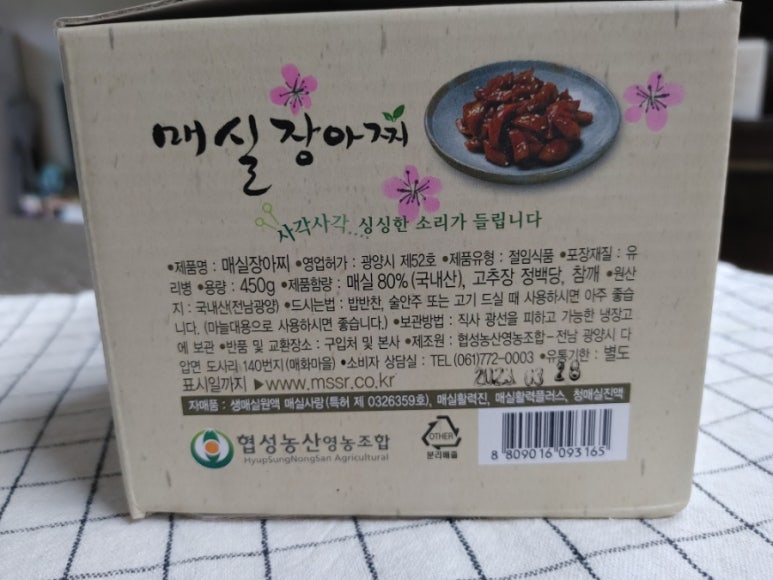 매실장아찌
사각사각... 싱싱한 소리가 들립니다
•제품명 : 매실장아찌 •영업허가 : 광양시 제52호 •제품유형 : 절임식품 •포장재질 : 유
리병 •용량 : 450g •제품함량 : 매실 80% (국내산), 고추장 정백당, 참깨 •원산
지 : 국내산(전남광양) •드시는법 : 밥반찬, 술안주 또는 고기 드실 때 사용하시면 아주 좋습
니다. (마늘대용으로 사용하시면 좋습니다.) •보관방법 : 직사 광선을 피하고 가능한 냉장고
에 보관 •반품 및 교환장소 : 구입처 및 본사 •제조원 : 협성농산영농조합-전남 광양시 다
압면 도사리 140번지(매화마을) •소비자 상담실 : TEL (061)772-0003 •유통기한 : 별도
표시일까지 ▶www.mssr.co.kr 2023 03 28
자매품 : 생매실원액 매실사랑(특허 제 0326359호), 매실활력진, 매실활력플러스, 청매실진액
협성농산영농조합
HyupSungNongSan Agricultural
OTHER
분리배출
8 809016 093165